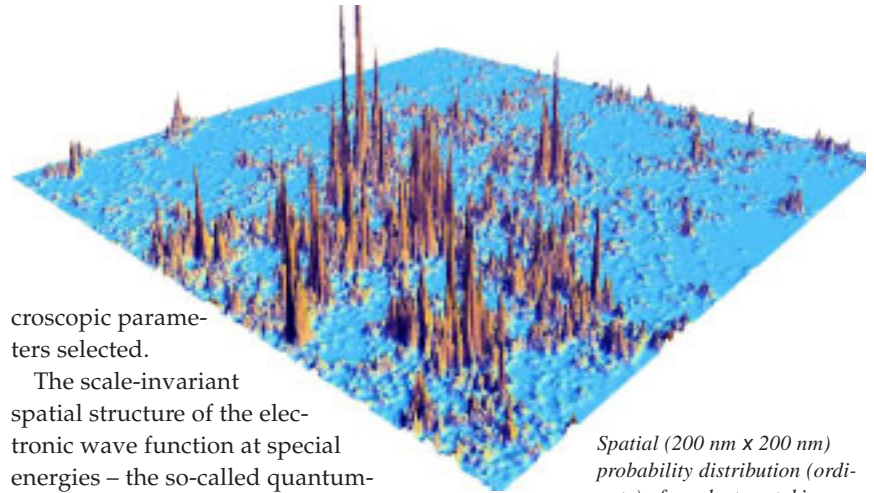 croscopic parame-
ters selected.
The scale-invariant
spatial structure of the elec-
tronic wave function at special
energies – the so-called quantum-
Spatial (200 nm x 200 nm)
probability distribution (ordi-